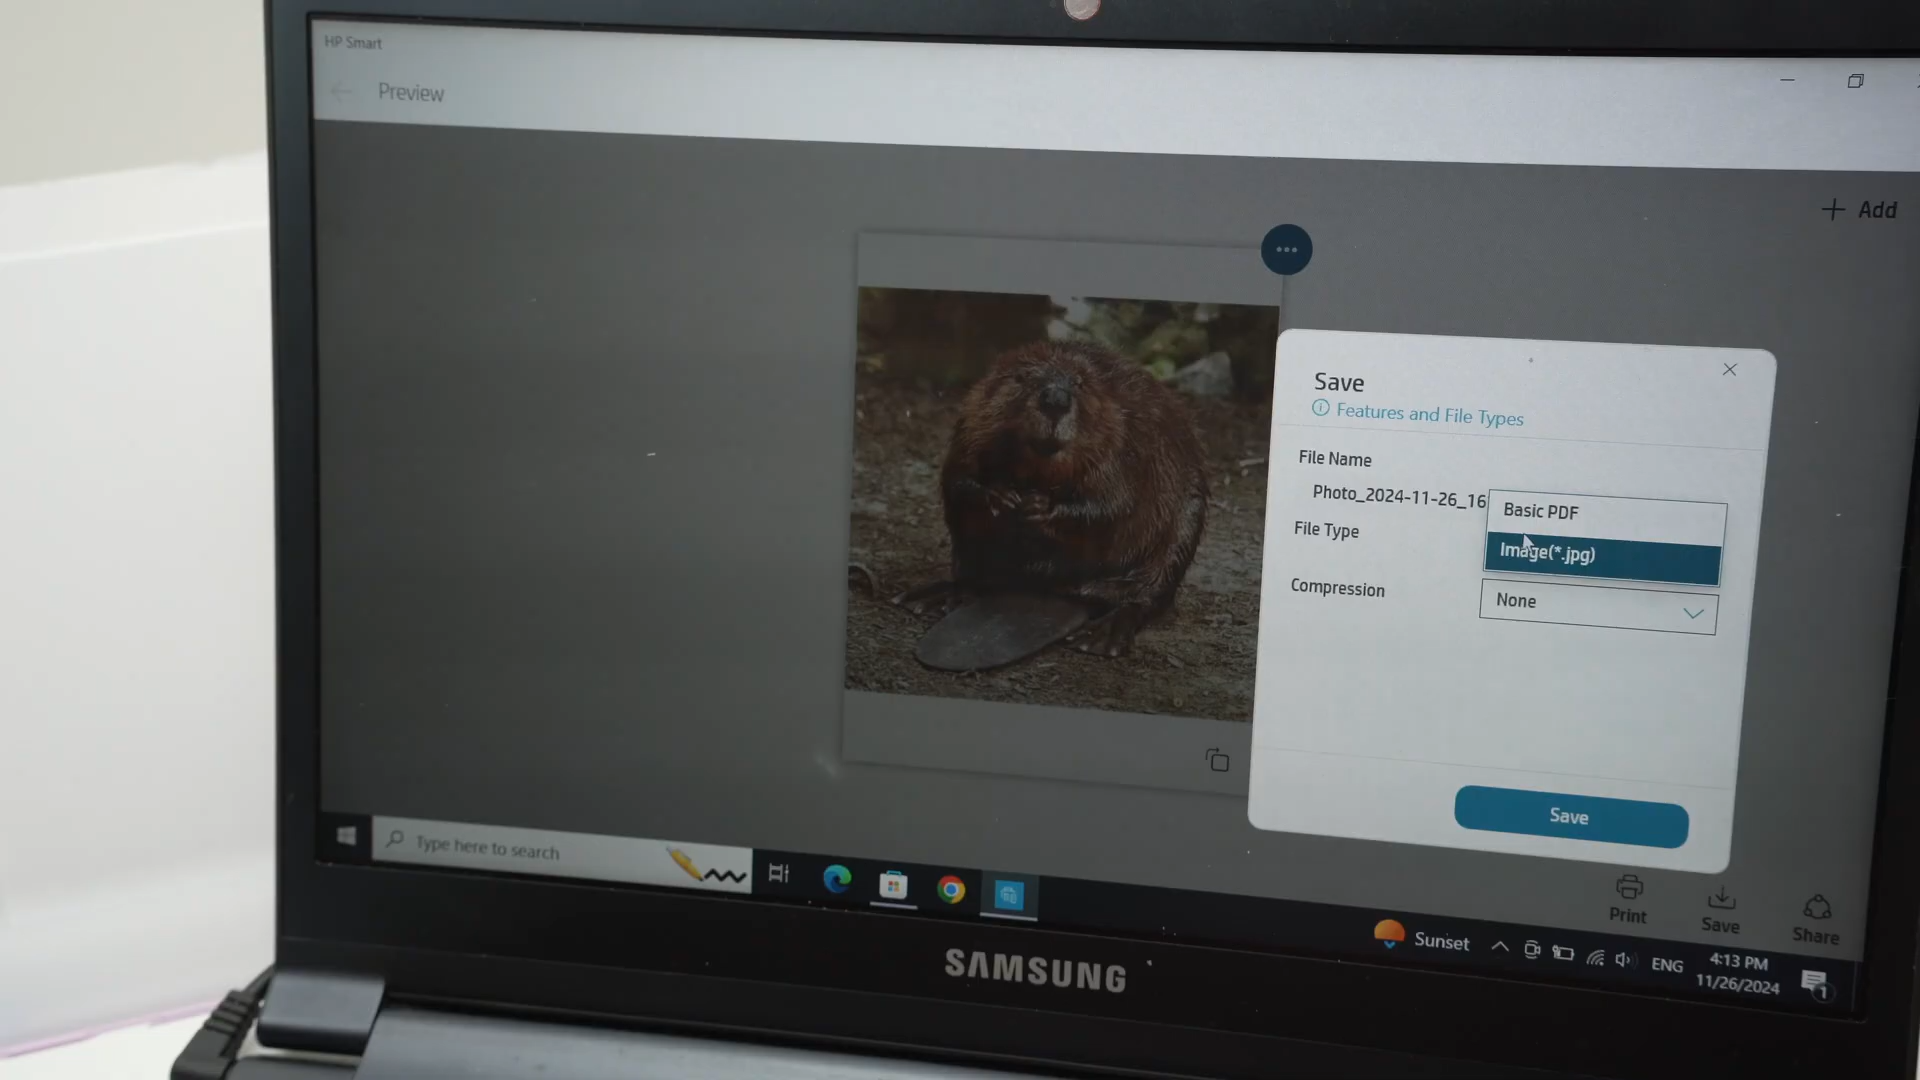 HP Smart
Preview
+ Add
Save
Features and File Types
File Name
Photo_2024-11-26_16
Basic PDF
File Type
Image(*.jpg)
Compression
None
Save
Print
Save
Share
Type here to search
Sunset
ENG
4:13 PM
11/26/2024
1
SAMSUNG